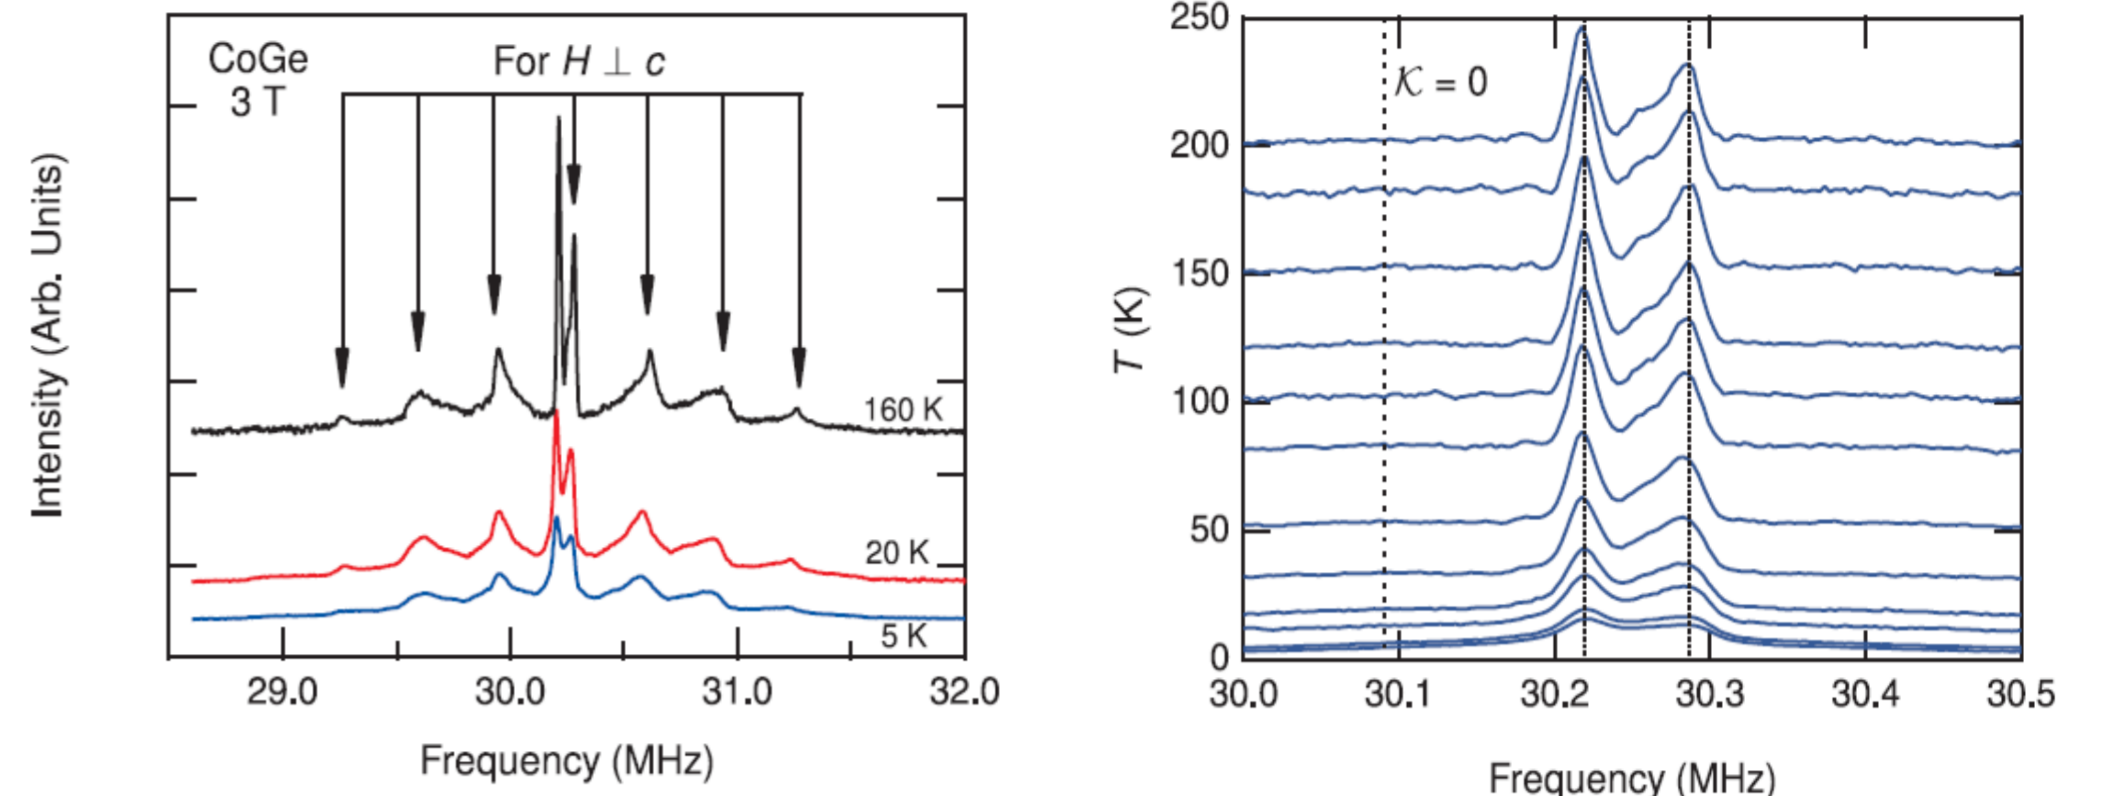 CoGe
3 T
For H ⊥ c
160 K
20 K
5 K
29.0 30.0 31.0 32.0
Frequency (MHz)
Intensity (Arb. Units)
250
200
150
100
50
0
𝒦 = 0
T (K)
30.0 30.1 30.2 30.3 30.4 30.5
Frequency (MHz)